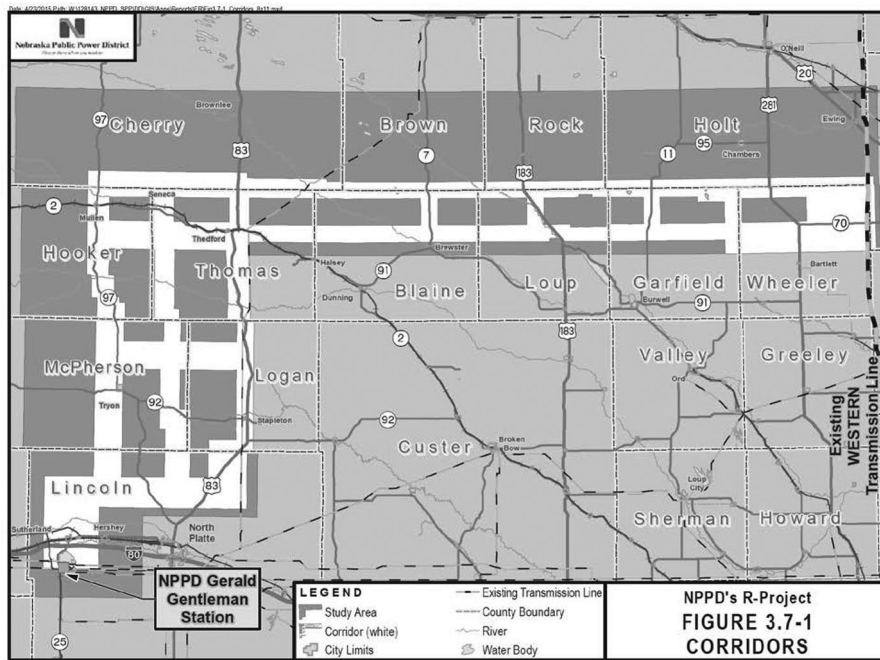 Nebraska Public Power District
O'Neill
20
97
Brownlee
Cherry
83
Brown
7
Rock
281
Holt
Ewing
95
11
Chambers
183
Seneca
2
Mullen
Thedford
70
Hooker
Thomas
Halsey
Brewster
Bartlett
91
Dunning
Blaine
Loup
Garfield
Wheeler
97
Burwell
91
2
183
McPherson
Logan
Valley
Greeley
Ord
Tryon
92
Stapleton
92
Custer
Broken
Bow
Existing
WESTERN
Transmission Line
Lincoln
83
Loup
City
Sherman
Howard
Sutherland
Hershey
North
Platte
80
NPPD Gerald
Gentleman
Station
25
LEGEND
Study Area
Corridor (white)
City Limits
Existing Transmission Line
County Boundary
River
Water Body
NPPD's R-Project
FIGURE 3.7-1
CORRIDORS